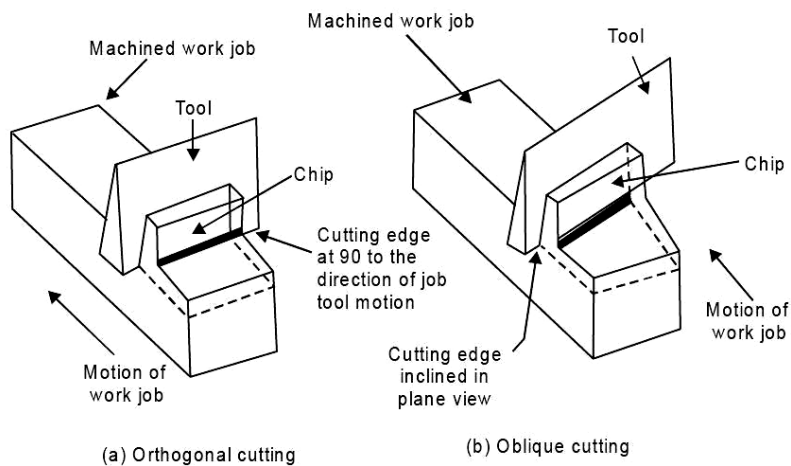 Machined work job
Tool
Chip
Cutting edge
at 90 to the
direction of job
tool motion
Motion of
work job
(a) Orthogonal cutting
Machined work job
Tool
Chip
Motion of
work job
Cutting edge
inclined in
plane view
(b) Oblique cutting